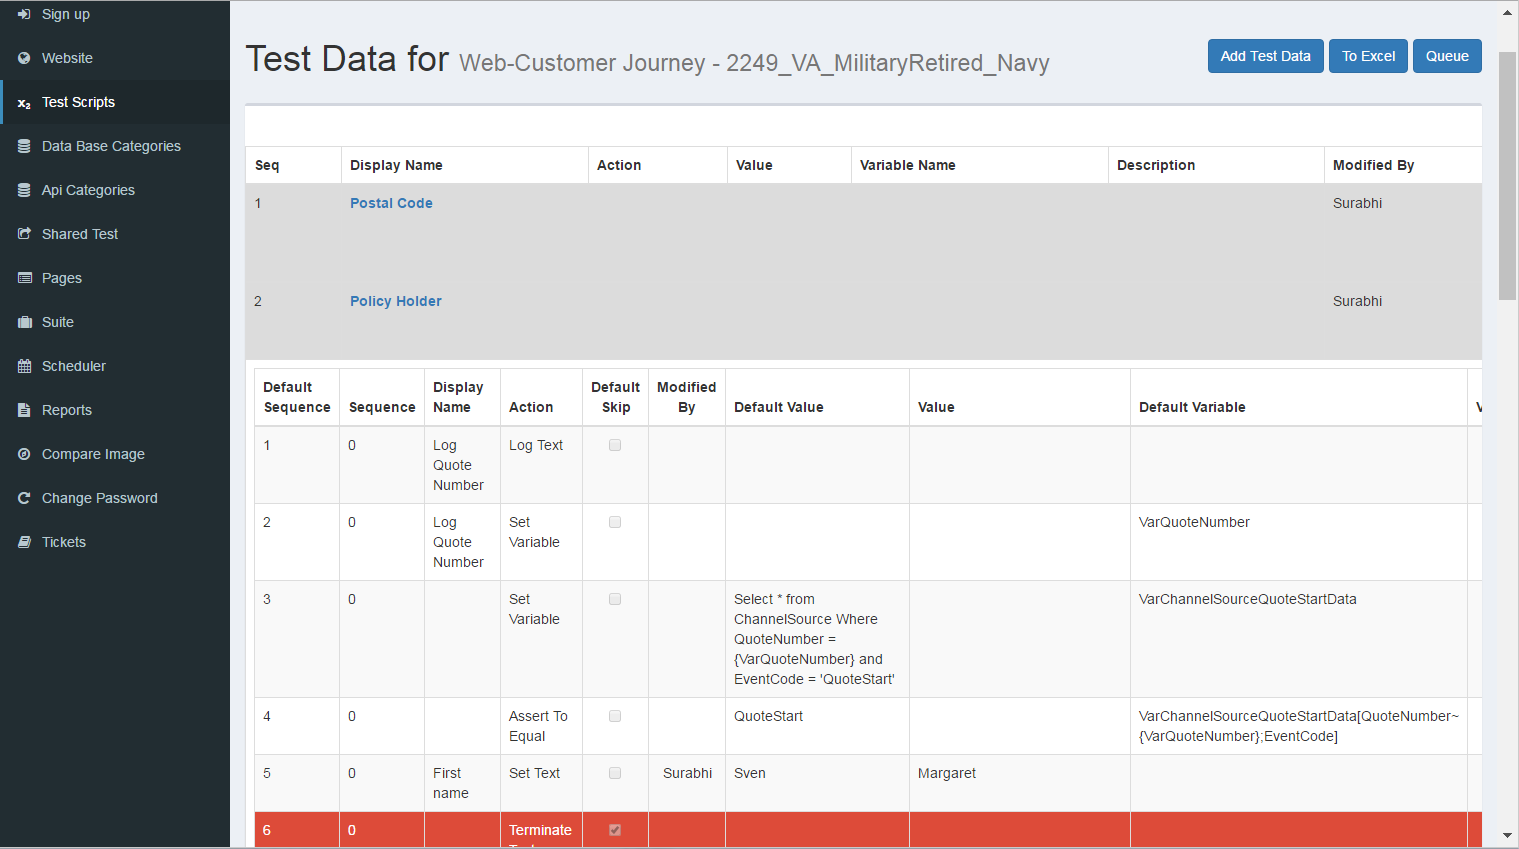 Sign up
Website
Test Scripts
Data Base Categories
Api Categories
Shared Test
Pages
Suite
Scheduler
Reports
Compare Image
Change Password
Tickets
Test Data for Web-Customer Journey - 2249_VA_MilitaryRetired_Navy
Add Test Data To Excel Queue
Seq Display Name Action Value Variable Name Description Modified By
1 Postal Code Surabhi
2 Policy Holder Surabhi
Default Display Default Modified
Sequence Sequence Name Action Skip By Default Value Value Default Variable
1 0 Log Log Text
Quote
Number
2 0 Log Set VarQuoteNumber
Quote Variable
Number
3 0 Set Select * from VarChannelSourceQuoteStartData
Variable ChannelSource Where
QuoteNumber =
{VarQuoteNumber} and
EventCode = 'QuoteStart'
4 0 Assert To QuoteStart VarChannelSourceQuoteStartData[QuoteNumber~
Equal {VarQuoteNumber};EventCode]
5 0 First Set Text Surabhi Sven Margaret
name
6 0 Terminate